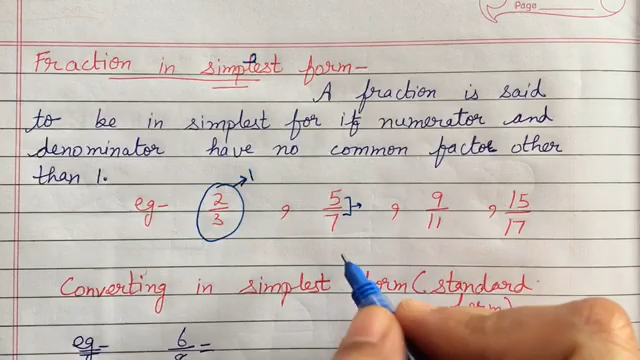 Page
Fraction in simplest form-
A fraction is said
to be in simplest for if numerator and
denominator have no common factor other
than 1.
eg- 2/3 → 1 , 5/7 → , 9/11 , 15/17
Converting in simplest form (standard
eg- 6/